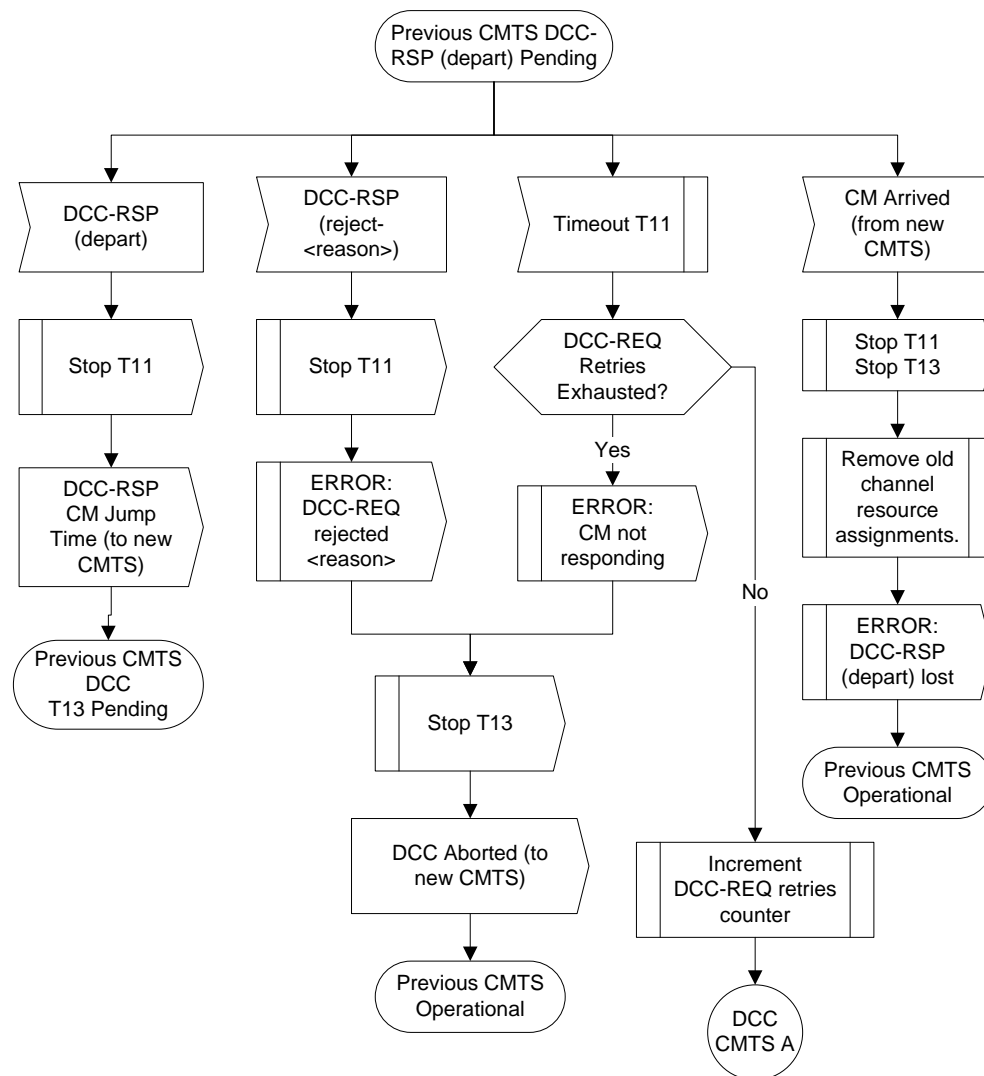 Previous CMTS DCC-
RSP (depart) Pending
DCC-RSP
(depart)
Stop T11
DCC-RSP
CM Jump
Time (to new
CMTS)
Previous CMTS
DCC
T13 Pending
DCC-RSP
(reject-
<reason>)
Stop T11
ERROR:
DCC-REQ
rejected
<reason>
Timeout T11
DCC-REQ
Retries
Exhausted?
Yes
ERROR:
CM not
responding
Stop T13
DCC Aborted (to
new CMTS)
Previous CMTS
Operational
No
Increment
DCC-REQ retries
counter
DCC
CMTS A
CM Arrived
(from new
CMTS)
Stop T11
Stop T13
Remove old
channel
resource
assignments.
ERROR:
DCC-RSP
(depart) lost
Previous CMTS
Operational